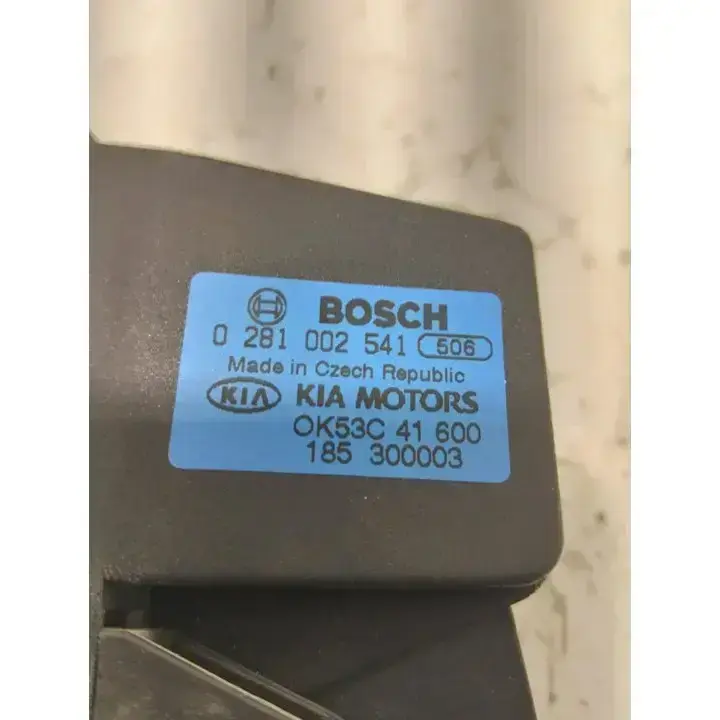 BOSCH
0 281 002 541 506
Made in Czech Republic
KIA KIA MOTORS
OK53C 41 600
185 300003